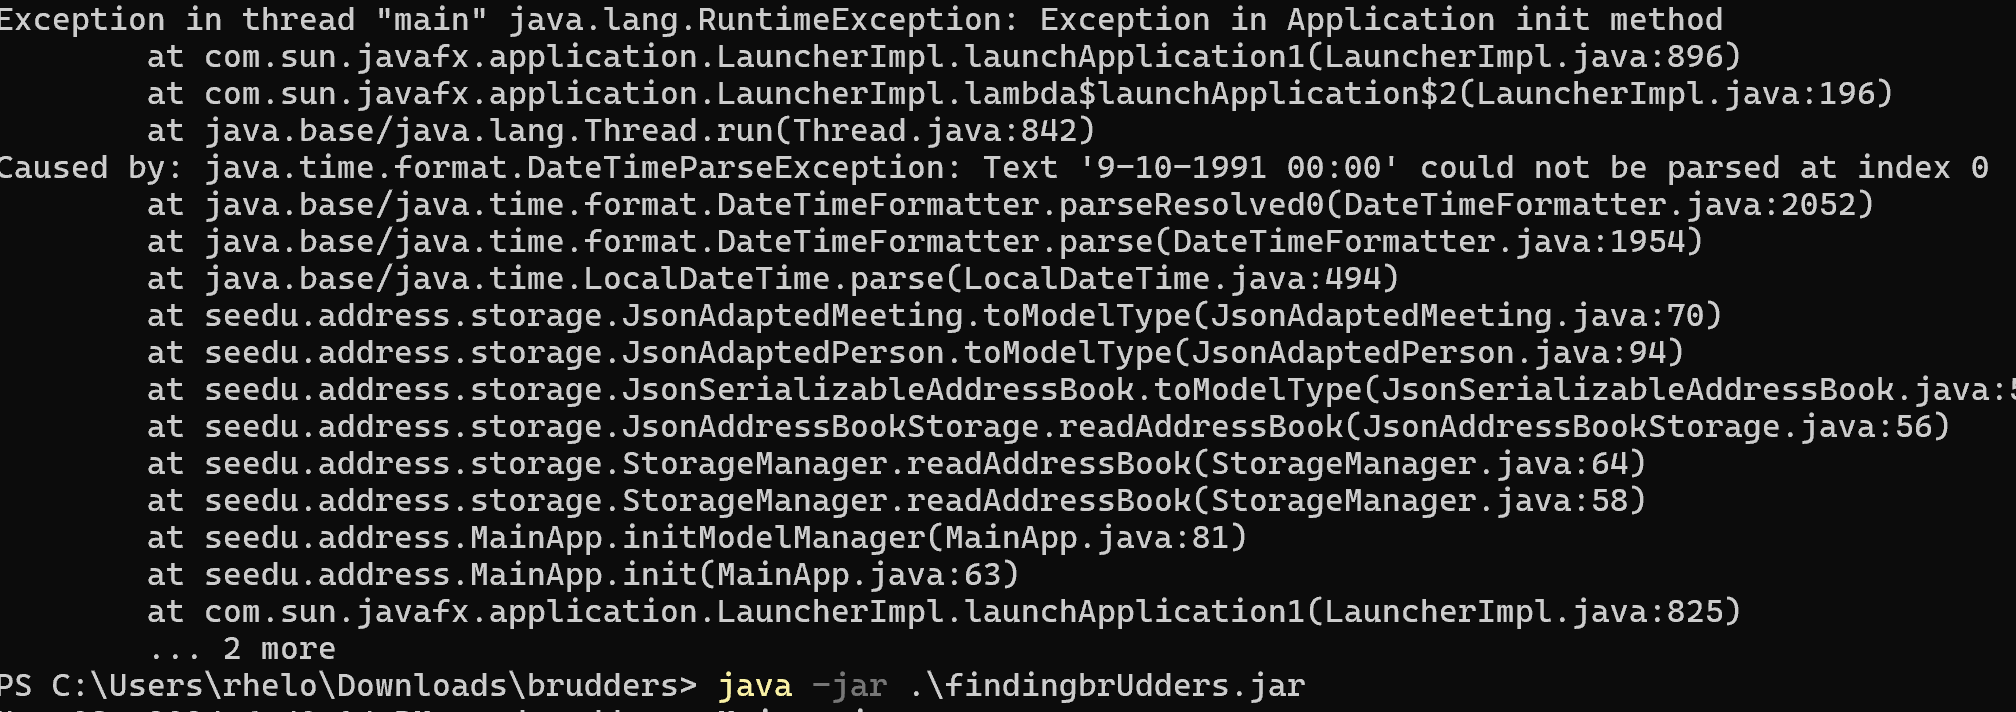 Exception in thread "main" java.lang.RuntimeException: Exception in Application init method
at com.sun.javafx.application.LauncherImpl.launchApplication1(LauncherImpl.java:896)
at com.sun.javafx.application.LauncherImpl.lambda$launchApplication$2(LauncherImpl.java:196)
at java.base/java.lang.Thread.run(Thread.java:842)
Caused by: java.time.format.DateTimeParseException: Text '9-10-1991 00:00' could not be parsed at index 0
at java.base/java.time.format.DateTimeFormatter.parseResolved0(DateTimeFormatter.java:2052)
at java.base/java.time.format.DateTimeFormatter.parse(DateTimeFormatter.java:1954)
at java.base/java.time.LocalDateTime.parse(LocalDateTime.java:494)
at seedu.address.storage.JsonAdaptedMeeting.toModelType(JsonAdaptedMeeting.java:70)
at seedu.address.storage.JsonAdaptedPerson.toModelType(JsonAdaptedPerson.java:94)
at seedu.address.storage.JsonSerializableAddressBook.toModelType(JsonSerializableAddressBook.java:5
at seedu.address.storage.JsonAddressBookStorage.readAddressBook(JsonAddressBookStorage.java:56)
at seedu.address.storage.StorageManager.readAddressBook(StorageManager.java:64)
at seedu.address.storage.StorageManager.readAddressBook(StorageManager.java:58)
at seedu.address.MainApp.initModelManager(MainApp.java:81)
at seedu.address.MainApp.init(MainApp.java:63)
at com.sun.javafx.application.LauncherImpl.launchApplication1(LauncherImpl.java:825)
... 2 more
PS C:\Users\rhelo\Downloads\brudders> java -jar .\findingbrUdders.jar